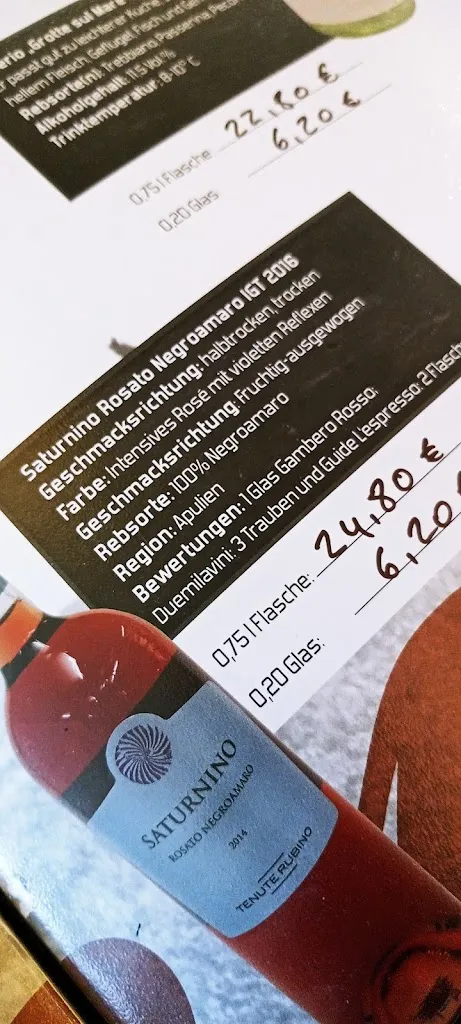 „Grotte sul Mare“
passt gut zu leichterer Küche,
hellem Fleisch, Geflügel, Fisch und
Rebsorte(n): Trebbiano Passerina
Alkoholgehalt: 11,5 Vol.%
Trinktemperatur: 8-10° C
0,75 l Flasche 22,80 €
0,20 Glas 6,20 €
Saturnino Rosato Negroamaro IGT 2016
Geschmacksrichtung: halbtrocken, trocken
Farbe: Intensives Rosé mit violetten Reflexen
Geschmacksrichtung: Fruchtig-ausgewogen
Rebsorte: 100% Negroamaro
Region: Apulien
Bewertungen: 1 Glas Gambero Rosso;
Duemilavini: 3 Trauben und Guide L'espresso: 2 Flasch
0,75 l Flasche: 24,80 €
0,20 Glas: 6,20 €
SATURNINO
ROSATO NEGROAMARO
2014
TENUTE RUBINO